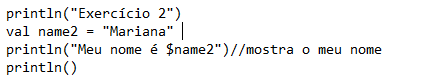 println("Exercício 2")
val name2 = "Mariana"
println("Meu nome é $name2")//mostra o meu nome
println()